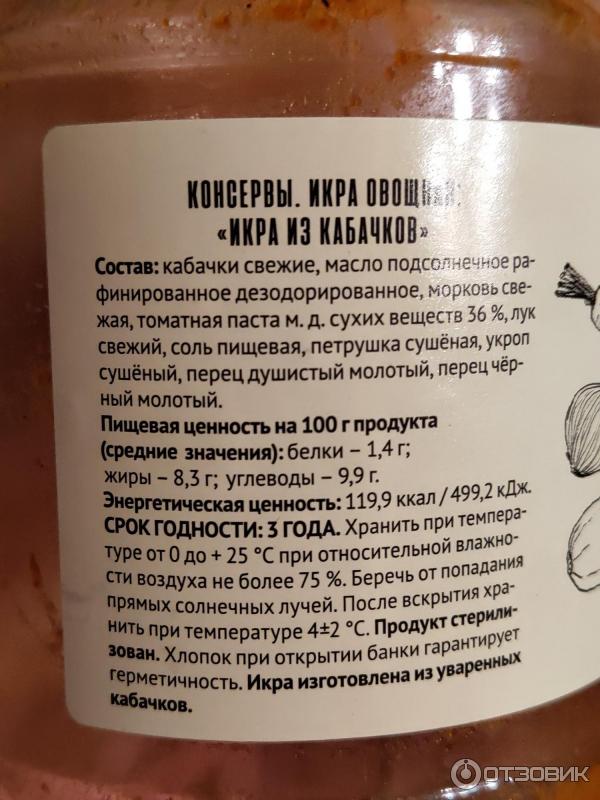 КОНСЕРВЫ. ИКРА
«ИКРА ИЗ КАБАЧКОВ»
Состав: кабачки свежие, масло подсолнечное ра-
финированное дезодорированное, морковь све-
жая, томатная паста м. д. сухих веществ 36 %, лук
свежий, соль пищевая, петрушка сушёная, укроп
сушёный, перец душистый молотый, перец чёр-
ный молотый.
Пищевая ценность на 100 г продукта
(средние значения): белки – 1,4 г;
жиры – 8,3 г; углеводы – 9,9 г.
Энергетическая ценность: 119,9 ккал / 499,2 кДж.
СРОК ГОДНОСТИ: 3 ГОДА. Хранить при темпера-
туре от 0 до + 25 °С при относительной влажно-
сти воздуха не более 75 %. Беречь от попадания
прямых солнечных лучей. После вскрытия хра-
нить при температуре 4±2 °С. Продукт стерили-
зован. Хлопок при открытии банки гарантирует
герметичность. Икра изготовлена из уваренных
кабачков.
ОТЗОВИК